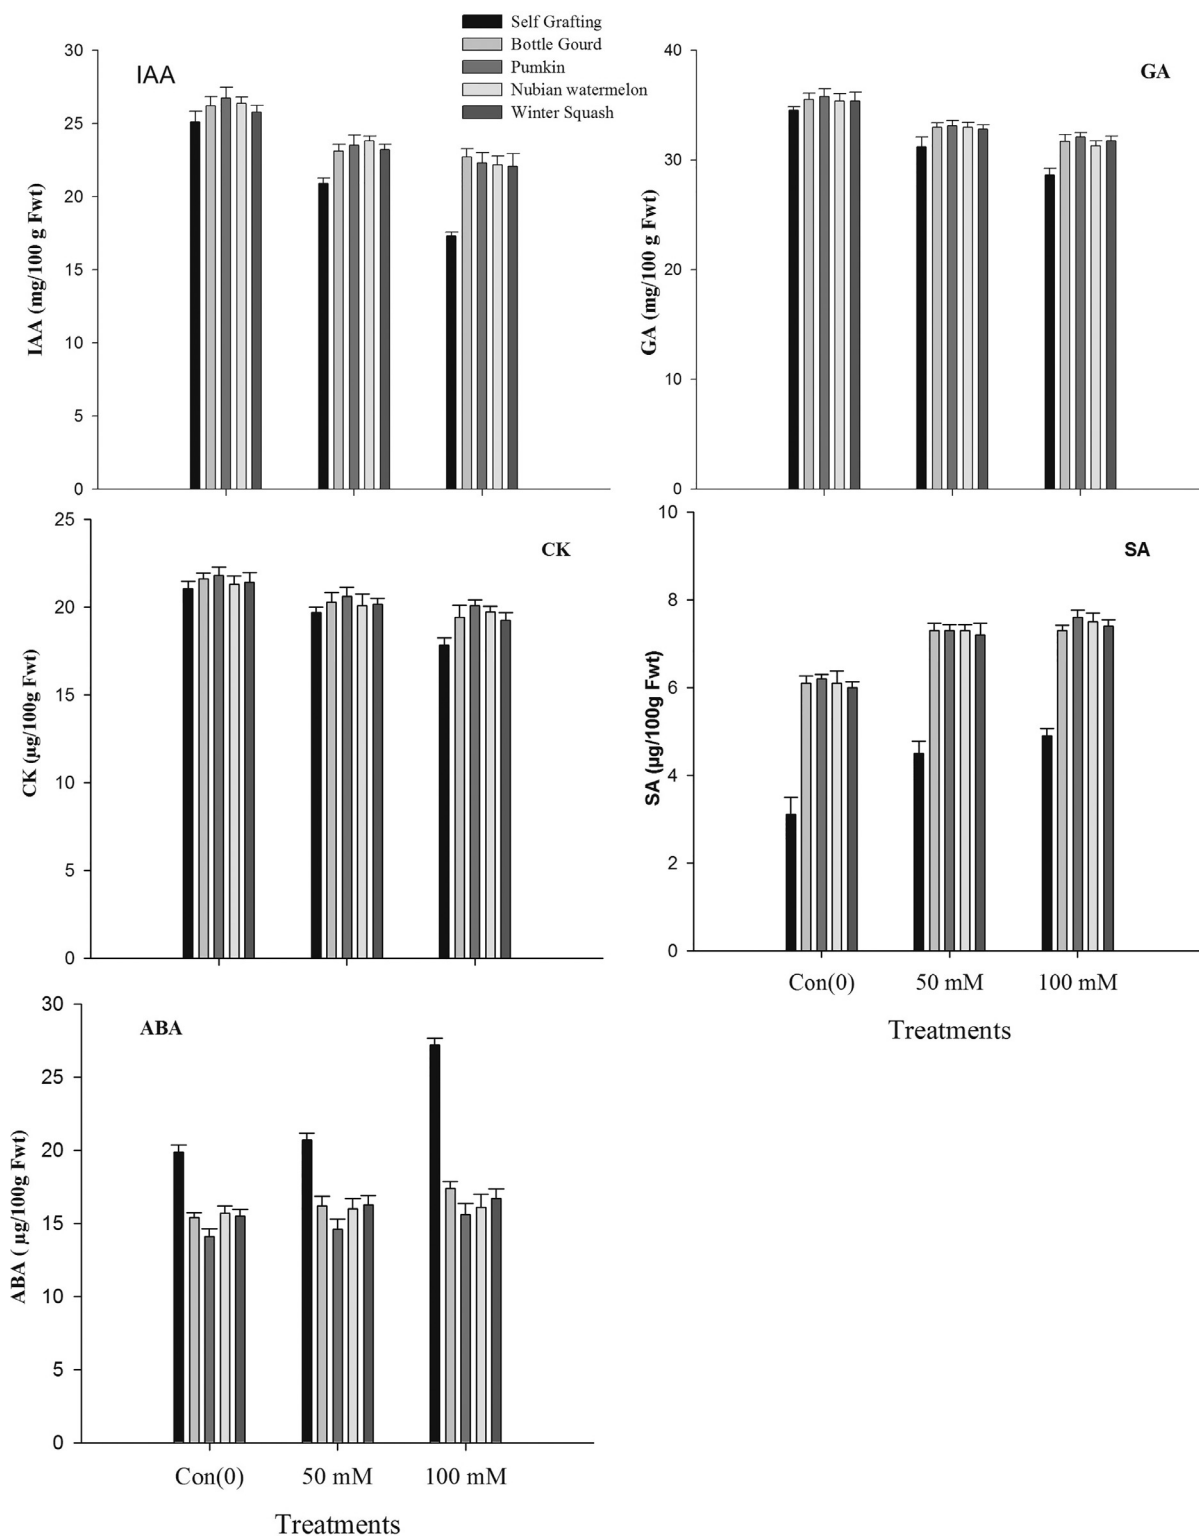 Self Grafting
Bottle Gourd
Pumkin
Nubian watermelon
Winter Squash
IAA
IAA (mg/100 g Fwt)
30
25
20
15
10
5
0
GA
GA (mg/100 g Fwt)
40
30
20
10
0
CK
CK (µg/100g Fwt)
25
20
15
10
5
0
SA
SA (µg/100g Fwt)
10
8
6
4
2
0
Con(0) 50 mM 100 mM
Treatments
ABA
ABA ( µg/100g Fwt)
30
25
20
15
10
5
0
Con(0) 50 mM 100 mM
Treatments